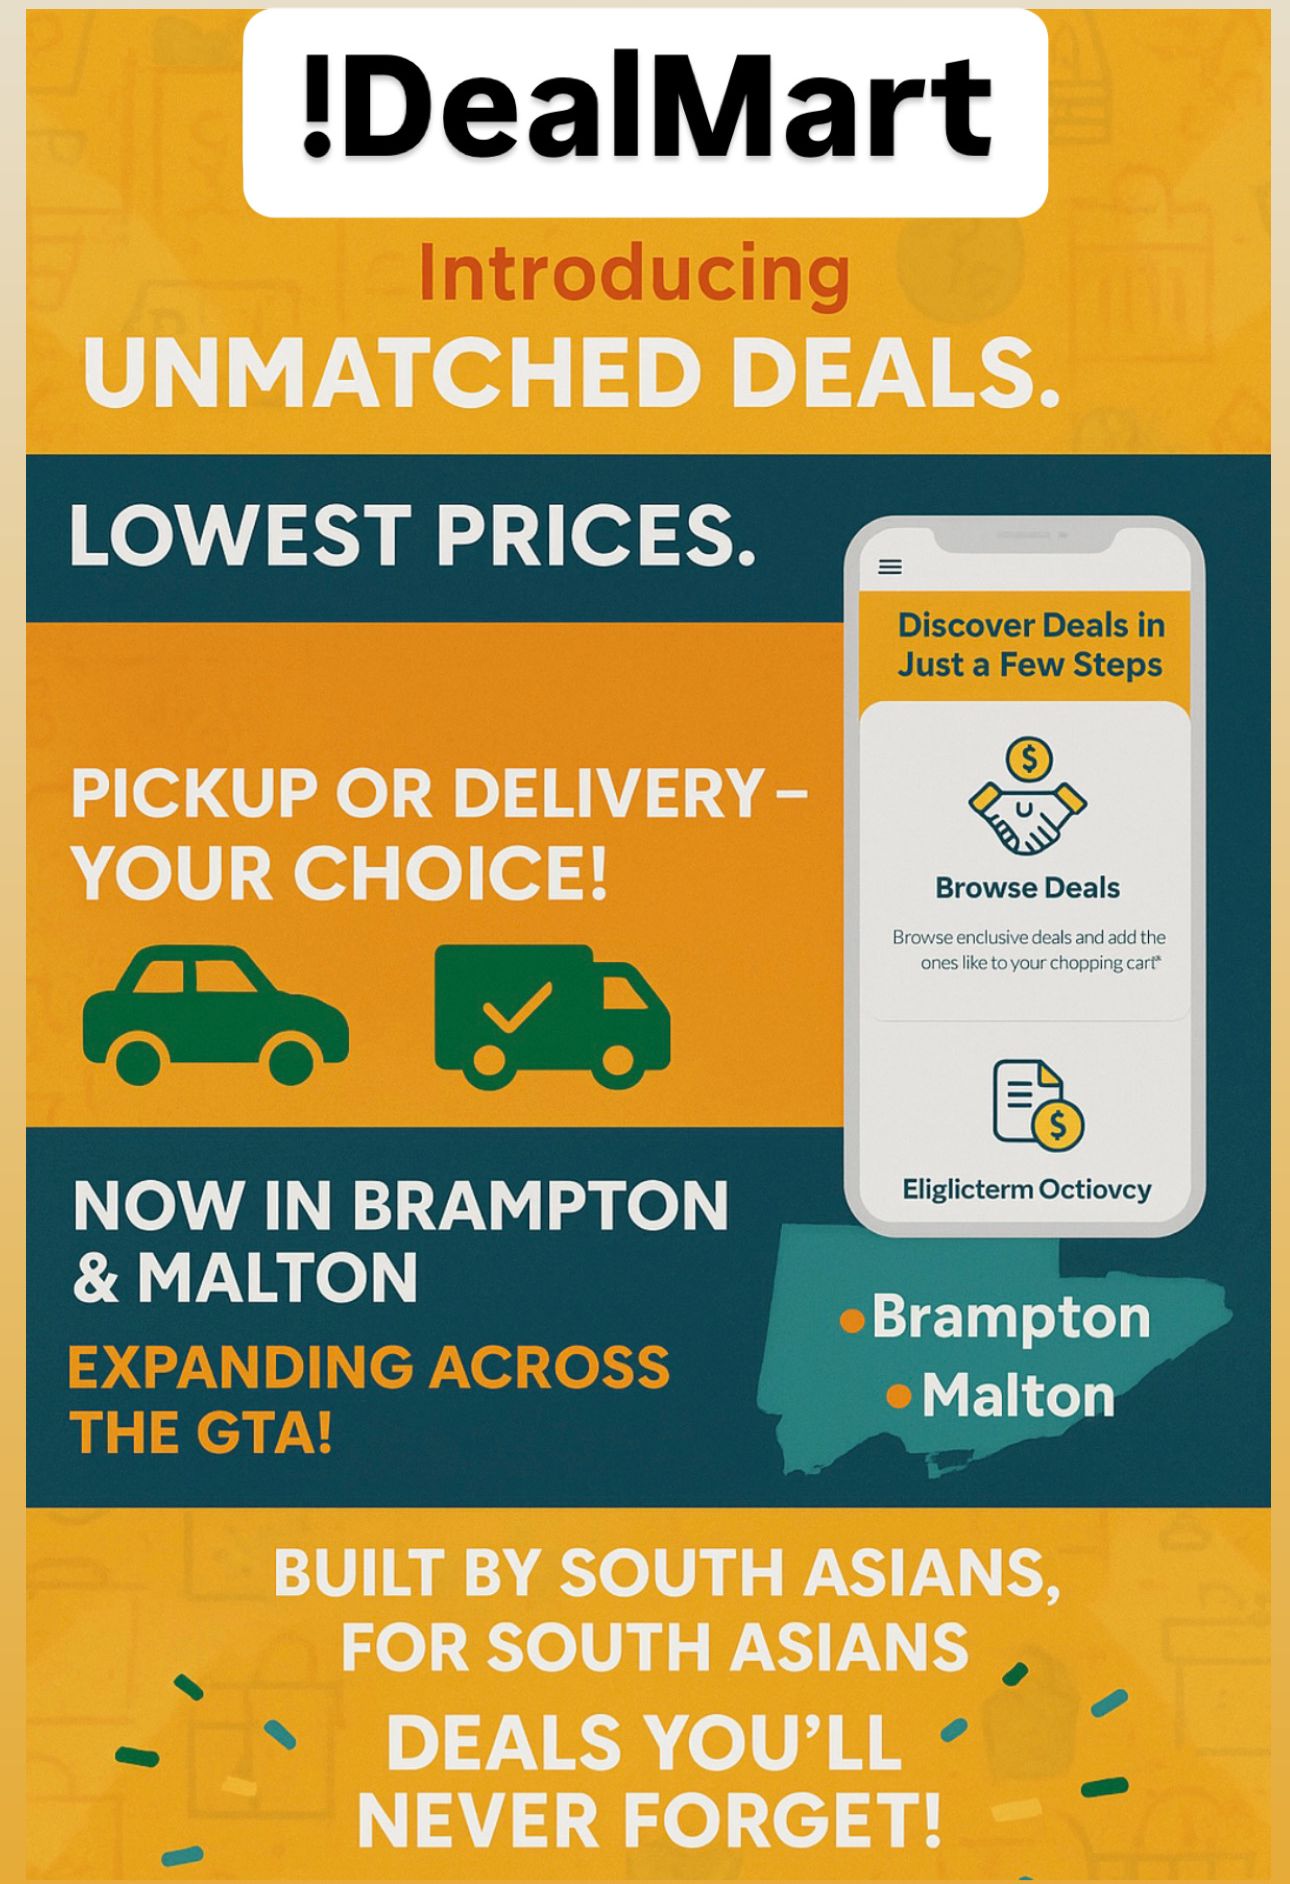 !DealMart
Introducing
UNMATCHED DEALS.
LOWEST PRICES.
PICKUP OR DELIVERY–
YOUR CHOICE!
Discover Deals in
Just a Few Steps
$
Browse Deals
Browse enclusive deals and add the
ones like to your chopping cart*
$
Eliglicterm Octiovcy
NOW IN BRAMPTON
& MALTON
EXPANDING ACROSS
THE GTA!
Brampton
Malton
BUILT BY SOUTH ASIANS,
FOR SOUTH ASIANS
DEALS YOU’LL
NEVER FORGET!